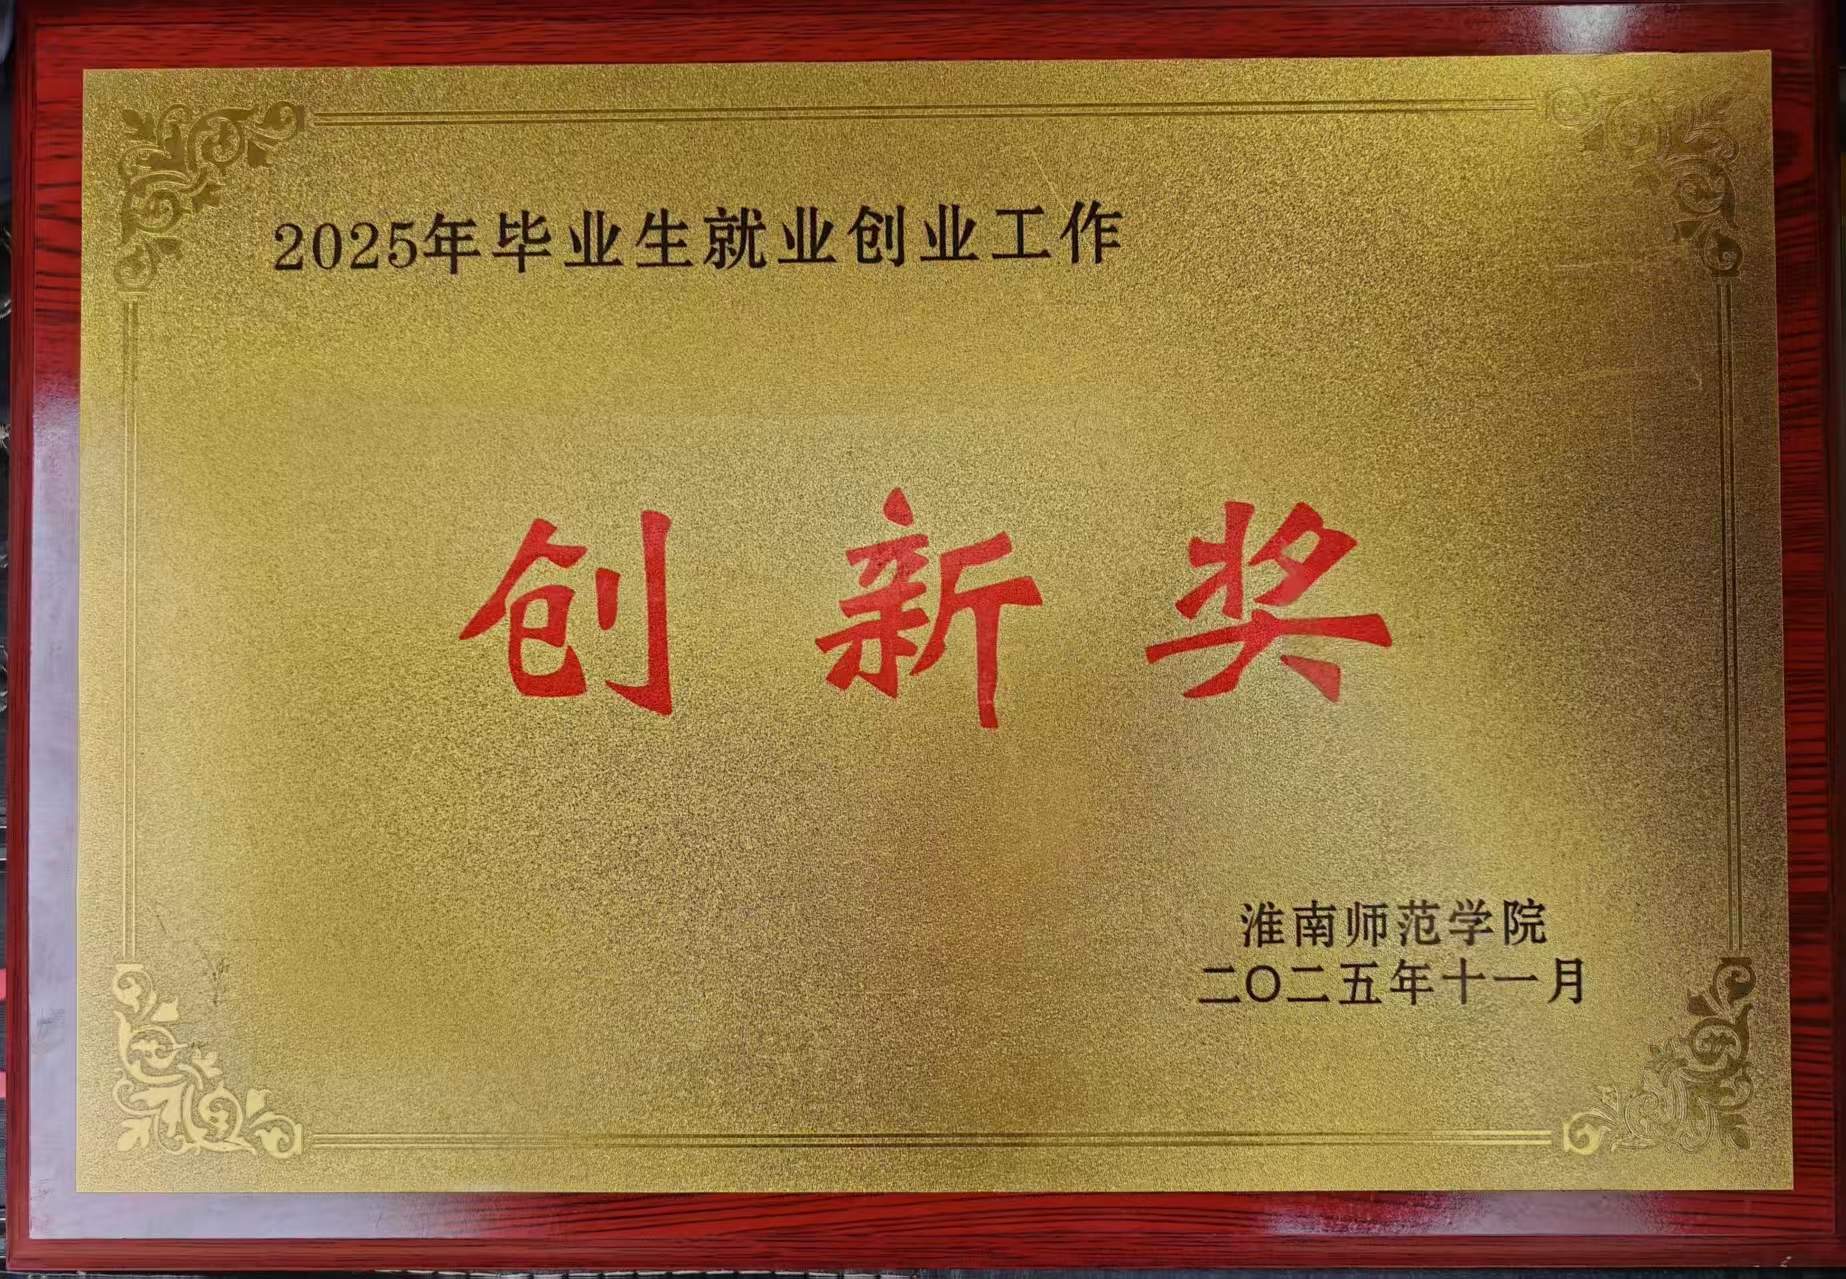 2025年毕业生就业创业工作
创新奖
淮南师范学院
二〇二五年十一月